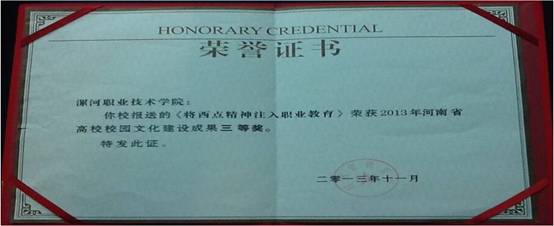 HONORARY CREDENTIAL
荣誉证书
漯河职业技术学院：
你校报送的《将西点精神注入职业教育》荣获2013年河南省
高校校园文化建设成果三等奖。
特发此证。
二零一三年十一月